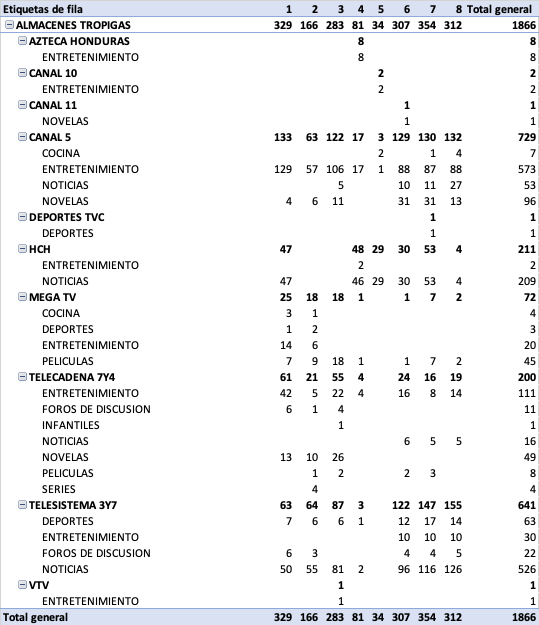 Etiquetas de fila 1 2 3 4 5 6 7 8 Total general
ALMACENES TROPIGAS 329 166 283 81 34 307 354 312 1866
AZTECA HONDURAS 8 8
ENTRETENIMIENTO 8 8
CANAL 10 2 2
ENTRETENIMIENTO 2 2
CANAL 11 1 1
NOVELAS 1 1
CANAL 5 133 63 122 17 3 129 130 132 729
COCINA 2 1 4 7
ENTRETENIMIENTO 129 57 106 17 1 88 87 88 573
NOTICIAS 5 10 11 27 53
NOVELAS 4 6 11 31 31 13 96
DEPORTES TVC 1 1
DEPORTES 1 1
HCH 47 48 29 30 53 4 211
ENTRETENIMIENTO 2 2
NOTICIAS 47 46 29 30 53 4 209
MEGA TV 25 18 18 1 1 7 2 72
COCINA 3 1 4
DEPORTES 1 2 3
ENTRETENIMIENTO 14 6 20
PELICULAS 7 9 18 1 1 7 2 45
TELECADENA 7Y4 61 21 55 4 24 16 19 200
ENTRETENIMIENTO 42 5 22 4 16 8 14 111
FOROS DE DISCUSION 6 1 4 11
INFANTILES 1 1
NOTICIAS 6 5 5 16
NOVELAS 13 10 26 49
PELICULAS 1 2 2 3 8
SERIES 4 4
TELESISTEMA 3Y7 63 64 87 3 122 147 155 641
DEPORTES 7 6 6 1 12 17 14 63
ENTRETENIMIENTO 10 10 10 30
FOROS DE DISCUSION 6 3 4 4 5 22
NOTICIAS 50 55 81 2 96 116 126 526
VTV 1 1
ENTRETENIMIENTO 1 1
Total general 329 166 283 81 34 307 354 312 1866